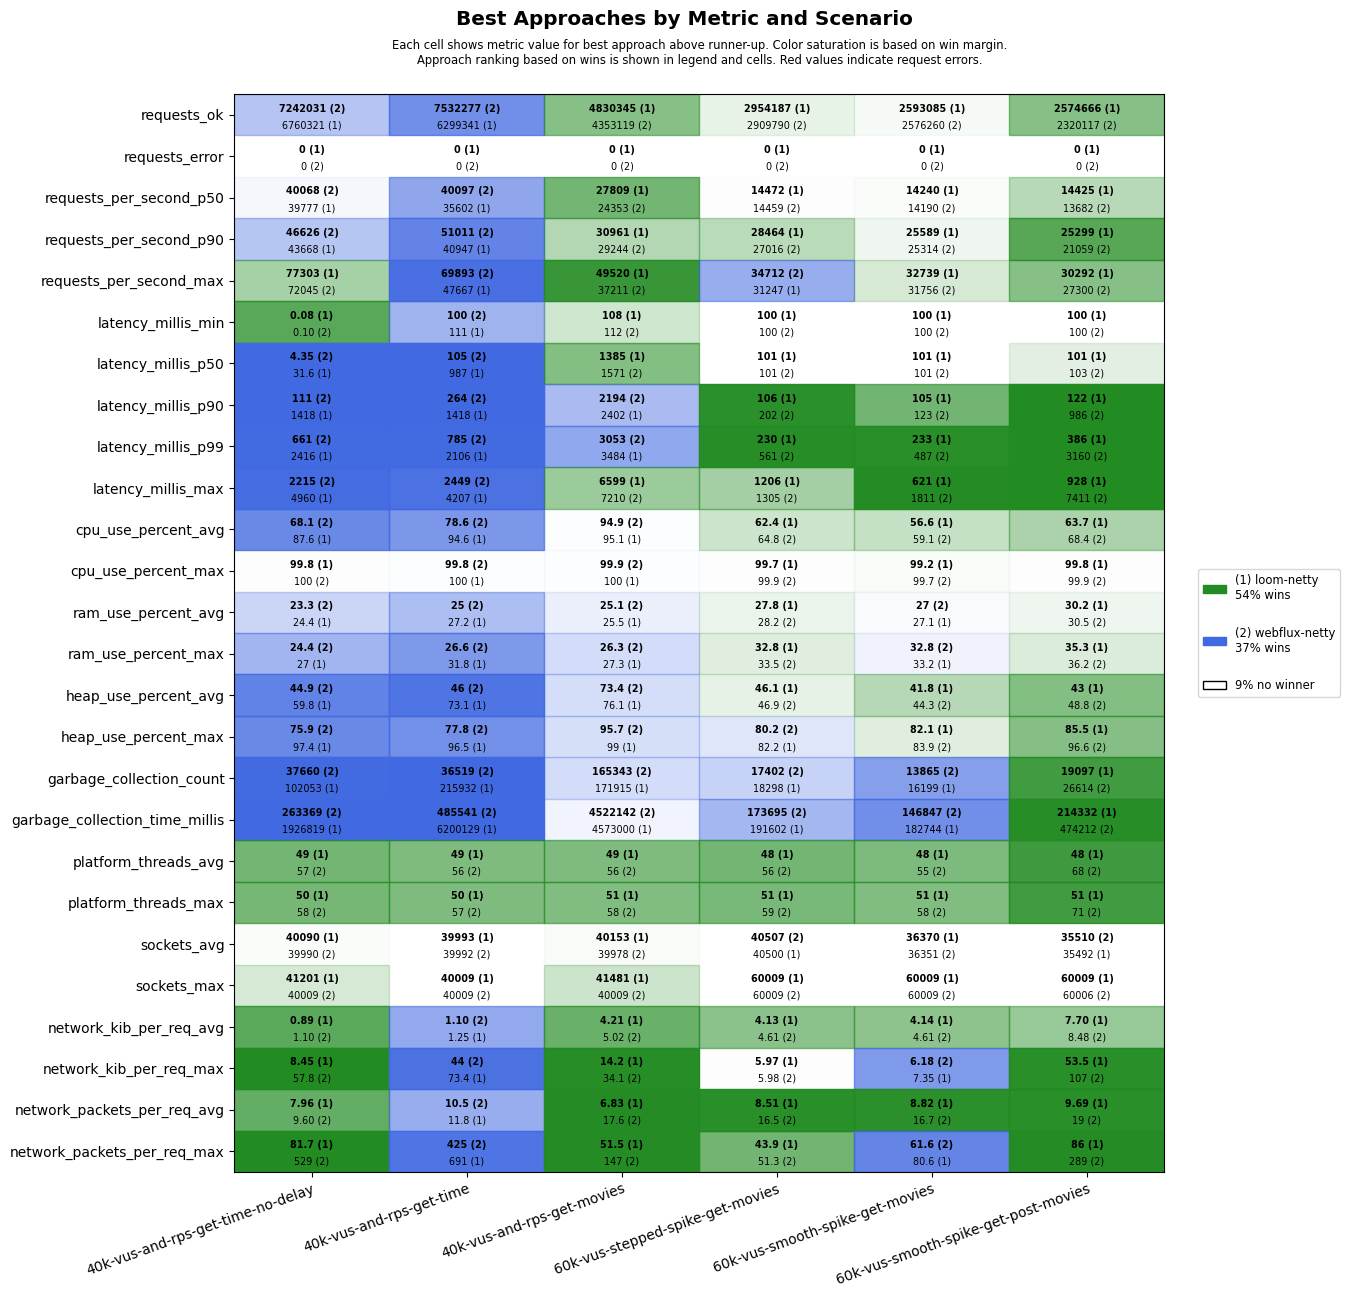 Best Approaches by Metric and Scenario
Each cell shows metric value for best approach above runner-up. Color saturation is based on win margin.
Approach ranking based on wins is shown in legend and cells. Red values indicate request errors.
requests_ok
7242031 (2) 7532277 (2) 4830345 (1) 2954187 (1) 2593085 (1) 2574666 (1)
6760321 (1) 6299341 (1) 4353119 (2) 2909790 (2) 2576260 (2) 2320117 (2)
requests_error
0 (1) 0 (1) 0 (1) 0 (1) 0 (1) 0 (1)
0 (2) 0 (2) 0 (2) 0 (2) 0 (2) 0 (2)
requests_per_second_p50
40068 (2) 40097 (2) 27809 (1) 14472 (1) 14240 (1) 14425 (1)
39777 (1) 35602 (1) 24353 (2) 14459 (2) 14190 (2) 13682 (2)
requests_per_second_p90
46626 (2) 51011 (2) 30961 (1) 28464 (1) 25589 (1) 25299 (1)
43668 (1) 40947 (1) 29244 (2) 27016 (2) 25314 (2) 21059 (2)
requests_per_second_max
77303 (1) 69893 (2) 49520 (1) 34712 (2) 32739 (1) 30292 (1)
72045 (2) 47667 (1) 37211 (2) 31247 (1) 31756 (2) 27300 (2)
latency_millis_min
0.08 (1) 100 (2) 108 (1) 100 (1) 100 (1) 100 (1)
0.10 (2) 111 (1) 112 (2) 100 (2) 100 (2) 100 (2)
latency_millis_p50
4.35 (2) 105 (2) 1385 (1) 101 (1) 101 (1) 101 (1)
31.6 (1) 987 (1) 1571 (2) 101 (2) 101 (2) 103 (2)
latency_millis_p90
111 (2) 264 (2) 2194 (2) 106 (1) 105 (1) 122 (1)
1418 (1) 1418 (1) 2402 (1) 202 (2) 123 (2) 986 (2)
latency_millis_p99
661 (2) 785 (2) 3053 (2) 230 (1) 233 (1) 386 (1)
2416 (1) 2106 (1) 3484 (1) 561 (2) 487 (2) 3160 (2)
latency_millis_max
2215 (2) 2449 (2) 6599 (1) 1206 (1) 621 (1) 928 (1)
4960 (1) 4207 (1) 7210 (2) 1305 (2) 1811 (2) 7411 (2)
cpu_use_percent_avg
68.1 (2) 78.6 (2) 94.9 (2) 62.4 (1) 56.6 (1) 63.7 (1)
87.6 (1) 94.6 (1) 95.1 (1) 64.8 (2) 59.1 (2) 68.4 (2)
cpu_use_percent_max
99.8 (1) 99.8 (2) 99.9 (2) 99.7 (1) 99.2 (1) 99.8 (1)
100 (2) 100 (1) 100 (1) 99.9 (2) 99.7 (2) 99.9 (2)
ram_use_percent_avg
23.3 (2) 25 (2) 25.1 (2) 27.8 (1) 27 (2) 30.2 (1)
24.4 (1) 27.2 (1) 25.5 (1) 28.2 (2) 27.1 (1) 30.5 (2)
ram_use_percent_max
24.4 (2) 26.6 (2) 26.3 (2) 32.8 (1) 32.8 (2) 35.3 (1)
27 (1) 31.8 (1) 27.3 (1) 33.5 (2) 33.2 (1) 36.2 (2)
heap_use_percent_avg
44.9 (2) 46 (2) 73.4 (2) 46.1 (1) 41.8 (1) 43 (1)
59.8 (1) 73.1 (1) 76.1 (1) 46.9 (2) 44.3 (2) 48.8 (2)
heap_use_percent_max
75.9 (2) 77.8 (2) 95.7 (2) 80.2 (2) 82.1 (1) 85.5 (1)
97.4 (1) 96.5 (1) 99 (1) 82.2 (1) 83.9 (2) 96.6 (2)
garbage_collection_count
37660 (2) 36519 (2) 165343 (2) 17402 (2) 13865 (2) 19097 (1)
102053 (1) 215932 (1) 171915 (1) 18298 (1) 16199 (1) 26614 (2)
garbage_collection_time_millis
263369 (2) 485541 (2) 4522142 (2) 173695 (2) 146847 (2) 214332 (1)
1926819 (1) 6200129 (1) 4573000 (1) 191602 (1) 182744 (1) 474212 (2)
platform_threads_avg
49 (1) 49 (1) 49 (1) 48 (1) 48 (1) 48 (1)
57 (2) 56 (2) 56 (2) 56 (2) 55 (2) 68 (2)
platform_threads_max
50 (1) 50 (1) 51 (1) 51 (1) 51 (1) 51 (1)
58 (2) 57 (2) 58 (2) 59 (2) 58 (2) 71 (2)
sockets_avg
40090 (1) 39993 (1) 40153 (1) 40507 (2) 36370 (1) 35510 (2)
39990 (2) 39992 (2) 39978 (2) 40500 (1) 36351 (2) 35492 (1)
sockets_max
41201 (1) 40009 (1) 41481 (1) 60009 (1) 60009 (1) 60009 (1)
40009 (2) 40009 (2) 40009 (2) 60009 (2) 60009 (2) 60006 (2)
network_kib_per_req_avg
0.89 (1) 1.10 (2) 4.21 (1) 4.13 (1) 4.14 (1) 7.70 (1)
1.10 (2) 1.25 (1) 5.02 (2) 4.61 (2) 4.61 (2) 8.48 (2)
network_kib_per_req_max
8.45 (1) 44 (2) 14.2 (1) 5.97 (1) 6.18 (2) 53.5 (1)
57.8 (2) 73.4 (1) 34.1 (2) 5.98 (2) 7.35 (1) 107 (2)
network_packets_per_req_avg
7.96 (1) 10.5 (2) 6.83 (1) 8.51 (1) 8.82 (1) 9.69 (1)
9.60 (2) 11.8 (1) 17.6 (2) 16.5 (2) 16.7 (2) 19 (2)
network_packets_per_req_max
81.7 (1) 425 (2) 51.5 (1) 43.9 (1) 61.6 (2) 86 (1)
529 (2) 691 (1) 147 (2) 51.3 (2) 80.6 (1) 289 (2)
40k-vus-and-rps-get-time-no-delay
40k-vus-and-rps-get-time
40k-vus-and-rps-get-movies
60k-vus-stepped-spike-get-movies
60k-vus-smooth-spike-get-movies
60k-vus-smooth-spike-get-post-movies
(1) loom-netty
54% wins
(2) webflux-netty
37% wins
9% no winner